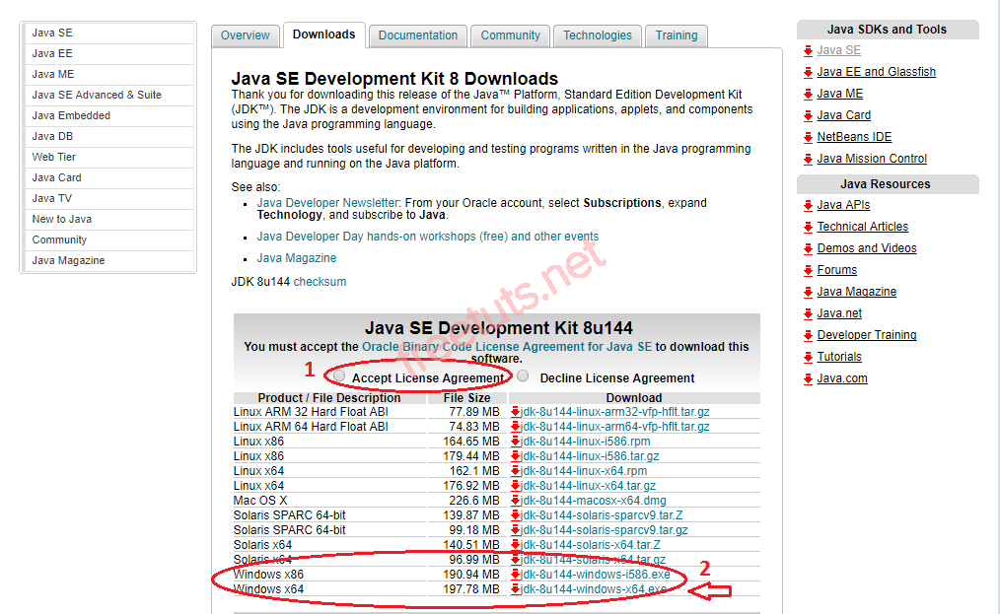 Java SE
Java EE
Java ME
Java SE Advanced & Suite
Java Embedded
Java DB
Web Tier
Java Card
Java TV
New to Java
Community
Java Magazine
Overview
Downloads
Documentation
Community
Technologies
Training
Java SE Development Kit 8 Downloads
Thank you for downloading this release of the Java™ Platform, Standard Edition Development Kit
(JDK™). The JDK is a development environment for building applications, applets, and components
using the Java programming language.
The JDK includes tools useful for developing and testing programs written in the Java programming
language and running on the Java platform.
See also:
Java Developer Newsletter: From your Oracle account, select Subscriptions, expand
Technology, and subscribe to Java.
Java Developer Day hands-on workshops (free) and other events
Java Magazine
JDK 8u144 checksum
freetuts.net
Java SE Development Kit 8u144
You must accept the Oracle Binary Code License Agreement for Java SE to download this
software.
1
Accept License Agreement Decline License Agreement
Product / File Description File Size Download
Linux ARM 32 Hard Float ABI 77.89 MB jdk-8u144-linux-arm32-vfp-hflt.tar.gz
Linux ARM 64 Hard Float ABI 74.83 MB jdk-8u144-linux-arm64-vfp-hflt.tar.gz
Linux x86 164.65 MB jdk-8u144-linux-i586.rpm
Linux x86 179.44 MB jdk-8u144-linux-i586.tar.gz
Linux x64 162.1 MB jdk-8u144-linux-x64.rpm
Linux x64 176.92 MB jdk-8u144-linux-x64.tar.gz
Mac OS X 226.6 MB jdk-8u144-macosx-x64.dmg
Solaris SPARC 64-bit 139.87 MB jdk-8u144-solaris-sparcv9.tar.Z
Solaris SPARC 64-bit 99.18 MB jdk-8u144-solaris-sparcv9.tar.gz
Solaris x64 140.51 MB jdk-8u144-solaris-x64.tar.Z
Solaris x64 96.99 MB jdk-8u144-solaris-x64.tar.gz
Windows x86 190.94 MB jdk-8u144-windows-i586.exe
Windows x64 197.78 MB jdk-8u144-windows-x64.exe
2
Java SDKs and Tools
Java SE
Java EE and Glassfish
Java ME
Java Card
NetBeans IDE
Java Mission Control
Java Resources
Java APIs
Technical Articles
Demos and Videos
Forums
Java Magazine
Java.net
Developer Training
Tutorials
Java.com